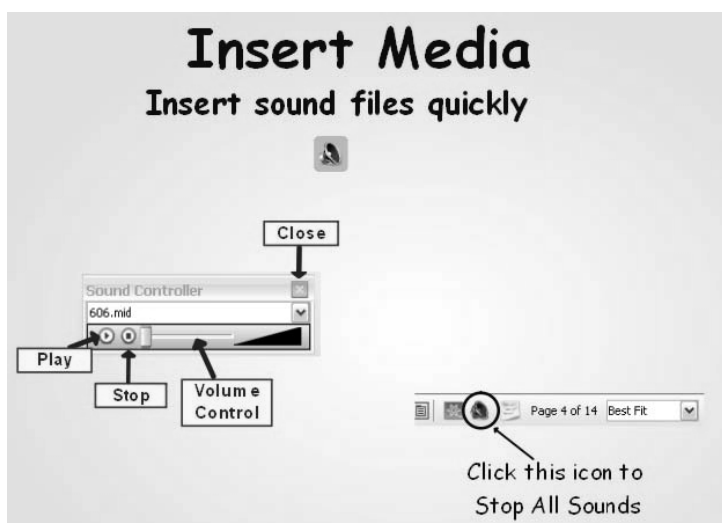 Insert Media
Insert sound files quickly
Close
Sound Controller
606.mid
Play
Stop
Volume
Control
Page 4 of 14 Best Fit
Click this icon to
Stop All Sounds